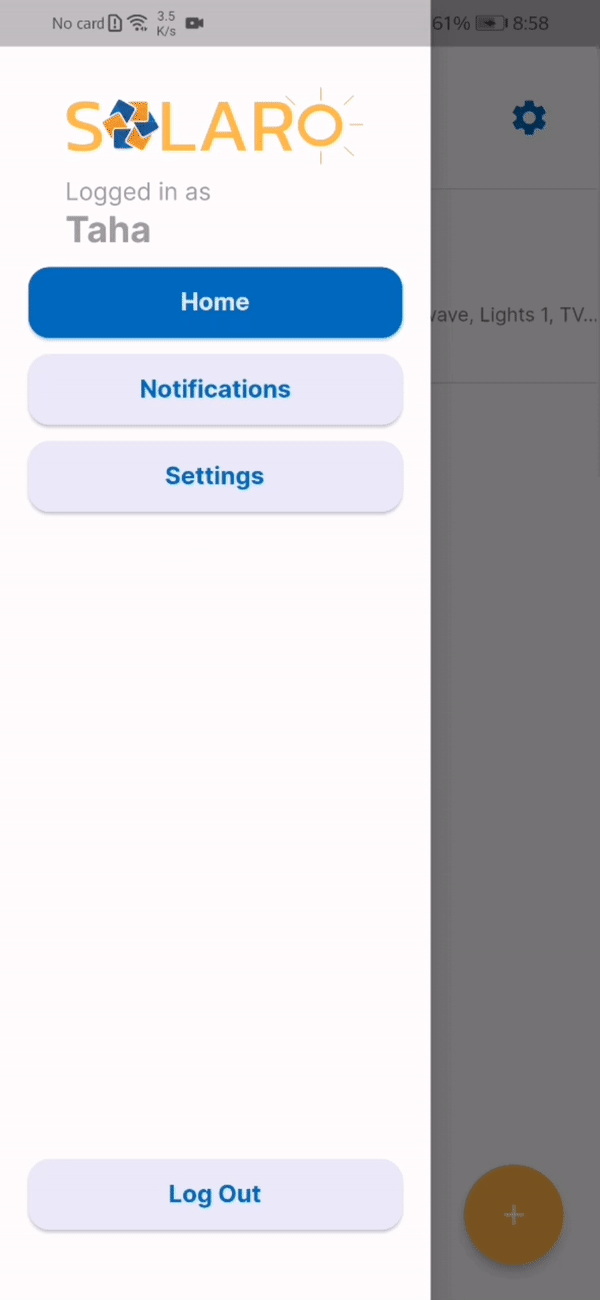 No card 3.5 K/s 61% 8:58
SOLARO
Logged in as
Taha
Home
Notifications
Lights 1, TV...
Settings
Log Out
+